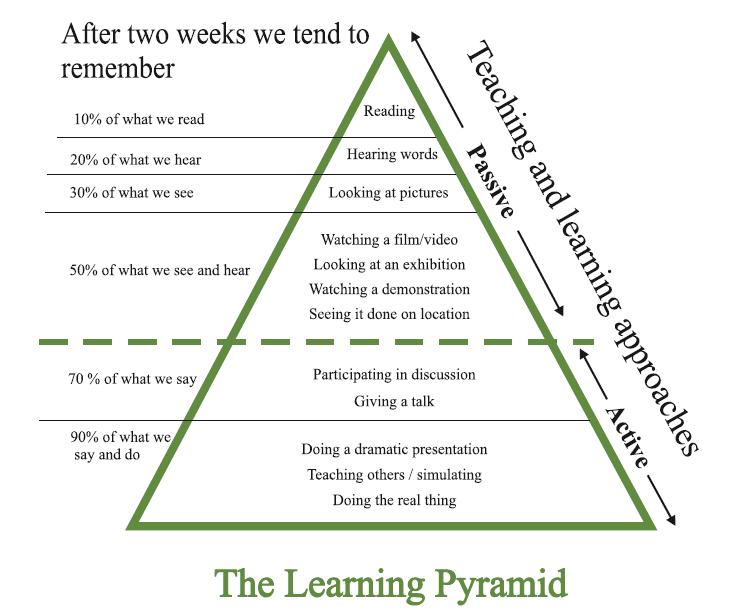 After two weeks we tend to
remember
10% of what we read
Reading
20% of what we hear
Hearing words
30% of what we see
Looking at pictures
50% of what we see and hear
Watching a film/video
Looking at an exhibition
Watching a demonstration
Seeing it done on location
70 % of what we say
Participating in discussion
Giving a talk
90% of what we
say and do
Doing a dramatic presentation
Teaching others / simulating
Doing the real thing
Passive
Active
Teaching and learning approaches
The Learning Pyramid